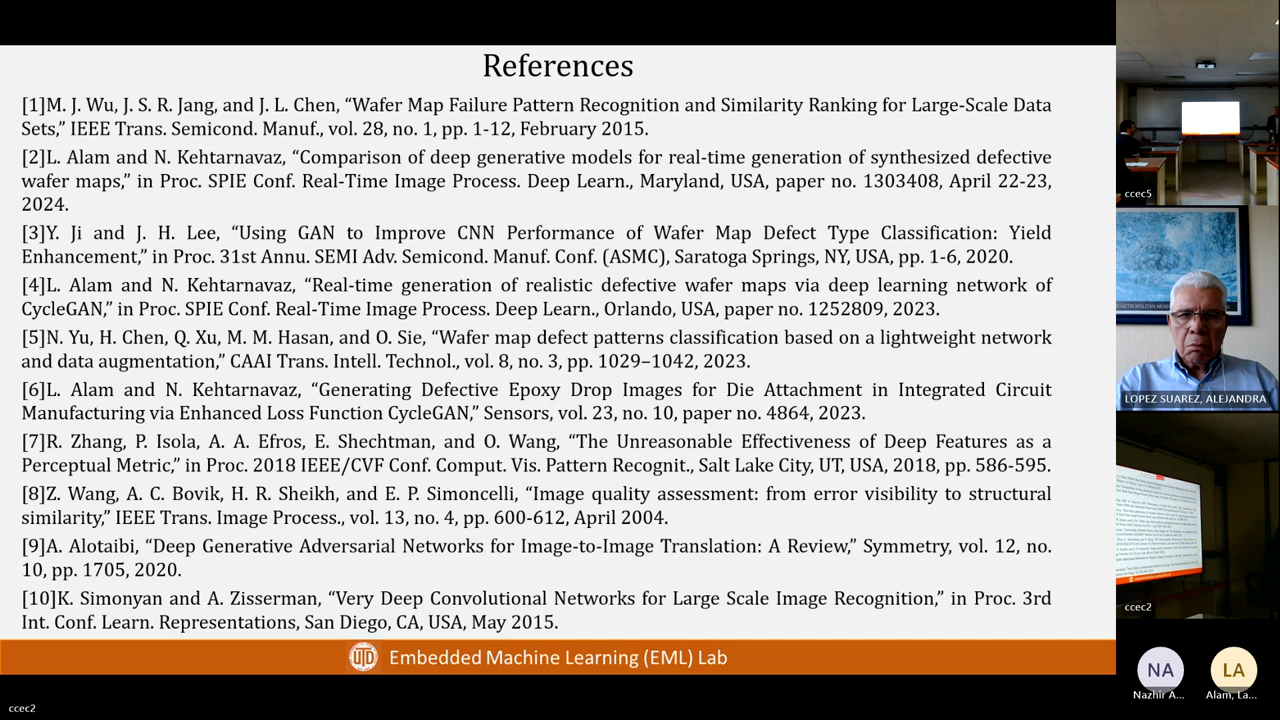 References
[1]M. J. Wu, J. S. R. Jang, and J. L. Chen, “Wafer Map Failure Pattern Recognition and Similarity Ranking for Large-Scale Data
Sets,” IEEE Trans. Semicond. Manuf., vol. 28, no. 1, pp. 1-12, February 2015.
[2]L. Alam and N. Kehtarnavaz, “Comparison of deep generative models for real-time generation of synthesized defective
wafer maps,” in Proc. SPIE Conf. Real-Time Image Process. Deep Learn., Maryland, USA, paper no. 1303408, April 22-23,
2024.
[3]Y. Ji and J. H. Lee, “Using GAN to Improve CNN Performance of Wafer Map Defect Type Classification: Yield
Enhancement,” in Proc. 31st Annu. SEMI Adv. Semicond. Manuf. Conf. (ASMC), Saratoga Springs, NY, USA, pp. 1-6, 2020.
[4]L. Alam and N. Kehtarnavaz, “Real-time generation of realistic defective wafer maps via deep learning network of
CycleGAN,” in Proc. SPIE Conf. Real-Time Image Process. Deep Learn., Orlando, USA, paper no. 1252809, 2023.
[5]N. Yu, H. Chen, Q. Xu, M. M. Hasan, and O. Sie, “Wafer map defect patterns classification based on a lightweight network
and data augmentation,” CAAI Trans. Intell. Technol., vol. 8, no. 3, pp. 1029–1042, 2023.
[6]L. Alam and N. Kehtarnavaz, “Generating Defective Epoxy Drop Images for Die Attachment in Integrated Circuit
Manufacturing via Enhanced Loss Function CycleGAN,” Sensors, vol. 23, no. 10, paper no. 4864, 2023.
[7]R. Zhang, P. Isola, A. A. Efros, E. Shechtman, and O. Wang, “The Unreasonable Effectiveness of Deep Features as a
Perceptual Metric,” in Proc. 2018 IEEE/CVF Conf. Comput. Vis. Pattern Recognit., Salt Lake City, UT, USA, 2018, pp. 586-595.
[8]Z. Wang, A. C. Bovik, H. R. Sheikh, and E. P. Simoncelli, “Image quality assessment: from error visibility to structural
similarity,” IEEE Trans. Image Process., vol. 13, 600-612, April 2004.
[9]A. Alotaibi, “Deep Generative Adversarial Image-to-Image Translation: A Review,” Symmetry, vol. 12, no.
10, pp. 1705, 2020.
[10]K. Simonyan and A. Zisserman, “Very Deep Convolutional Networks for Large Scale Image Recognition,” in Proc. 3rd
Int. Conf. Learn. Representations, San Diego, CA, USA, May 2015.
UTD
Embedded Machine Learning (EML) Lab
ccec2
ccec5
LOPEZ SUAREZ, ALEJANDRA
ccec2
NA
Nazhir A...
LA
Alam, La...